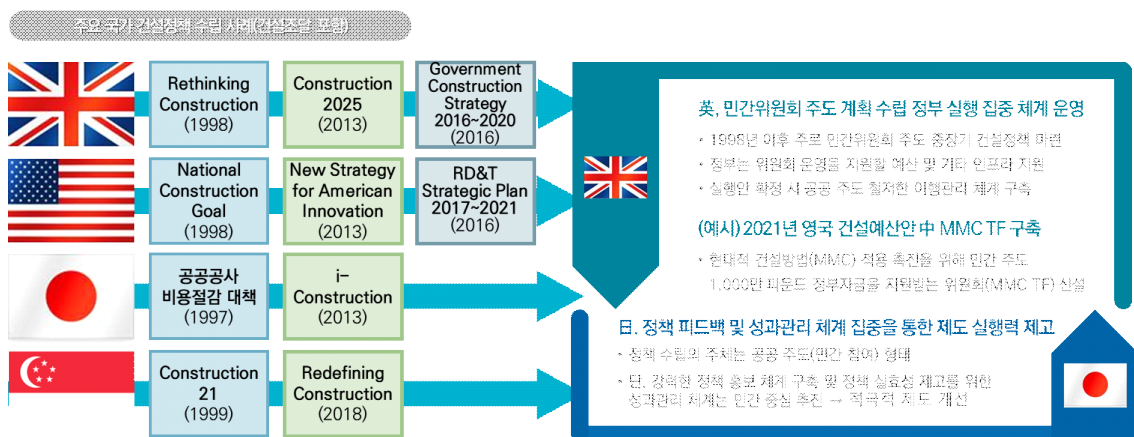 주요 국가 건설정책 수립 사례(건설조달 포함)
Rethinking
Construction
(1998)
Construction
2025
(2013)
Government
Construction
Strategy
2016~2020
(2016)
National
Construction
Goal
(1998)
New Strategy
for American
Innovation
(2013)
RD&T
Strategic Plan
2017~2021
(2016)
공공공사
비용절감 대책
(1997)
i-
Construction
(2013)
Construction
21
(1999)
Redefining
Construction
(2018)
英, 민간위원회 주도 계획 수립 정부 실행 집중 체계 운영
• 1998년 이후 주로 민간위원회 주도 중장기 건설정책 마련
• 정부는 위원회 운영을 지원할 예산 및 기타 인프라 지원
• 실행안 확정 시 공공 주도 철저한 이행관리 체계 구축
(예시) 2021년 영국 건설예산안 中 MMC TF 구축
• 현대적 건설방법(MMC) 적용 촉진을 위해 민간 주도
1,000만 파운드 정부자금을 지원받는 위원회(MMC TF) 신설
日. 정책 피드백 및 성과관리 체계 집중을 통한 제도 실행력 제고
• 정책 수립의 주체는 공공 주도(민간 참여) 형태
• 단, 강력한 정책 홍보 체계 구축 및 정책 실효성 제고를 위한
성과관리 체계는 민간 중심 추진 → 적극적 제도 개선